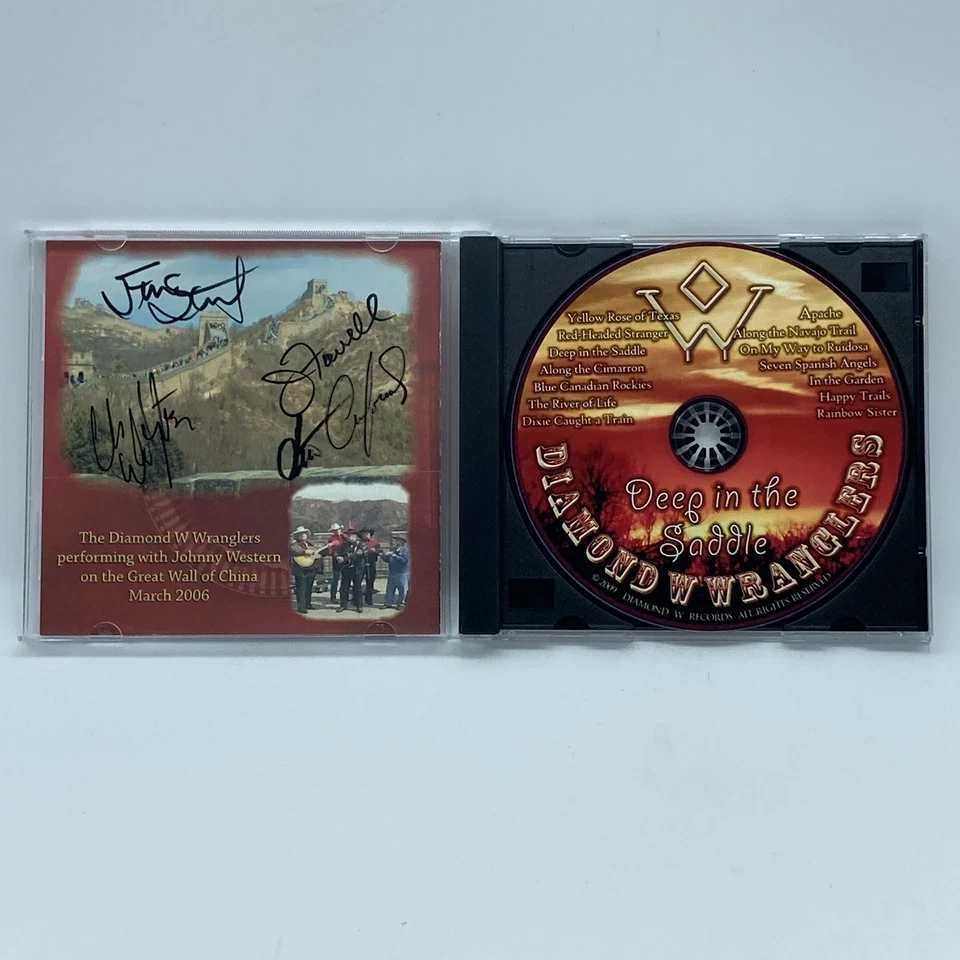 The Diamond W Wranglers
performing with Johnny Western
on the Great Wall of China
March 2006
W
Yellow Rose of Texas
Red-Headed Stranger
Deep in the Saddle
Along the Cimarron
Blue Canadian Rockies
The River of Life
Dixie Caught a Train
Apache
Along the Navajo Trail
On My Way to Ruidosa
Seven Spanish Angels
In the Garden
Happy Trails
Rainbow Sister
Deep in the
Saddle
DIAMOND W WRANGLERS
© 2009 DIAMOND W RECORDS ALL RIGHTS RESERVED